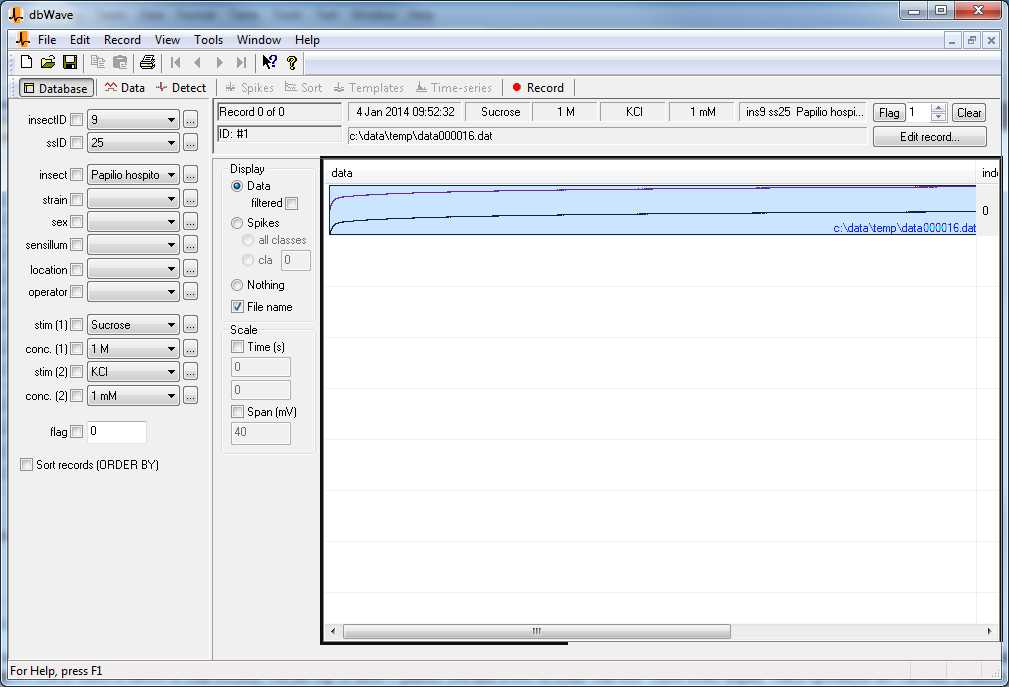 dbWave
File Edit Record View Tools Window Help
Database Data Detect Spikes Sort Templates Time-series Record
Record 0 of 0 4 Jan 2014 09:52:32 Sucrose 1 M KCl 1 mM ins9 ss25 Papilio hospi... Flag 1 Clear
ID: #1 c:\data\temp\data000016.dat Edit record...
insectID 9 ...
ssID 25 ...
insect Papilio hospito ...
strain ...
sex ...
sensillum ...
location ...
operator ...
stim (1) Sucrose ...
conc. (1) 1 M ...
stim (2) KCl ...
conc. (2) 1 mM ...
flag 0
Sort records (ORDER BY)
Display
Data
filtered
Spikes
all classes
cla 0
Nothing
File name
Scale
Time (s)
0
0
Span (mV)
40
data inde
0
c:\data\temp\data000016.dat
For Help, press F1